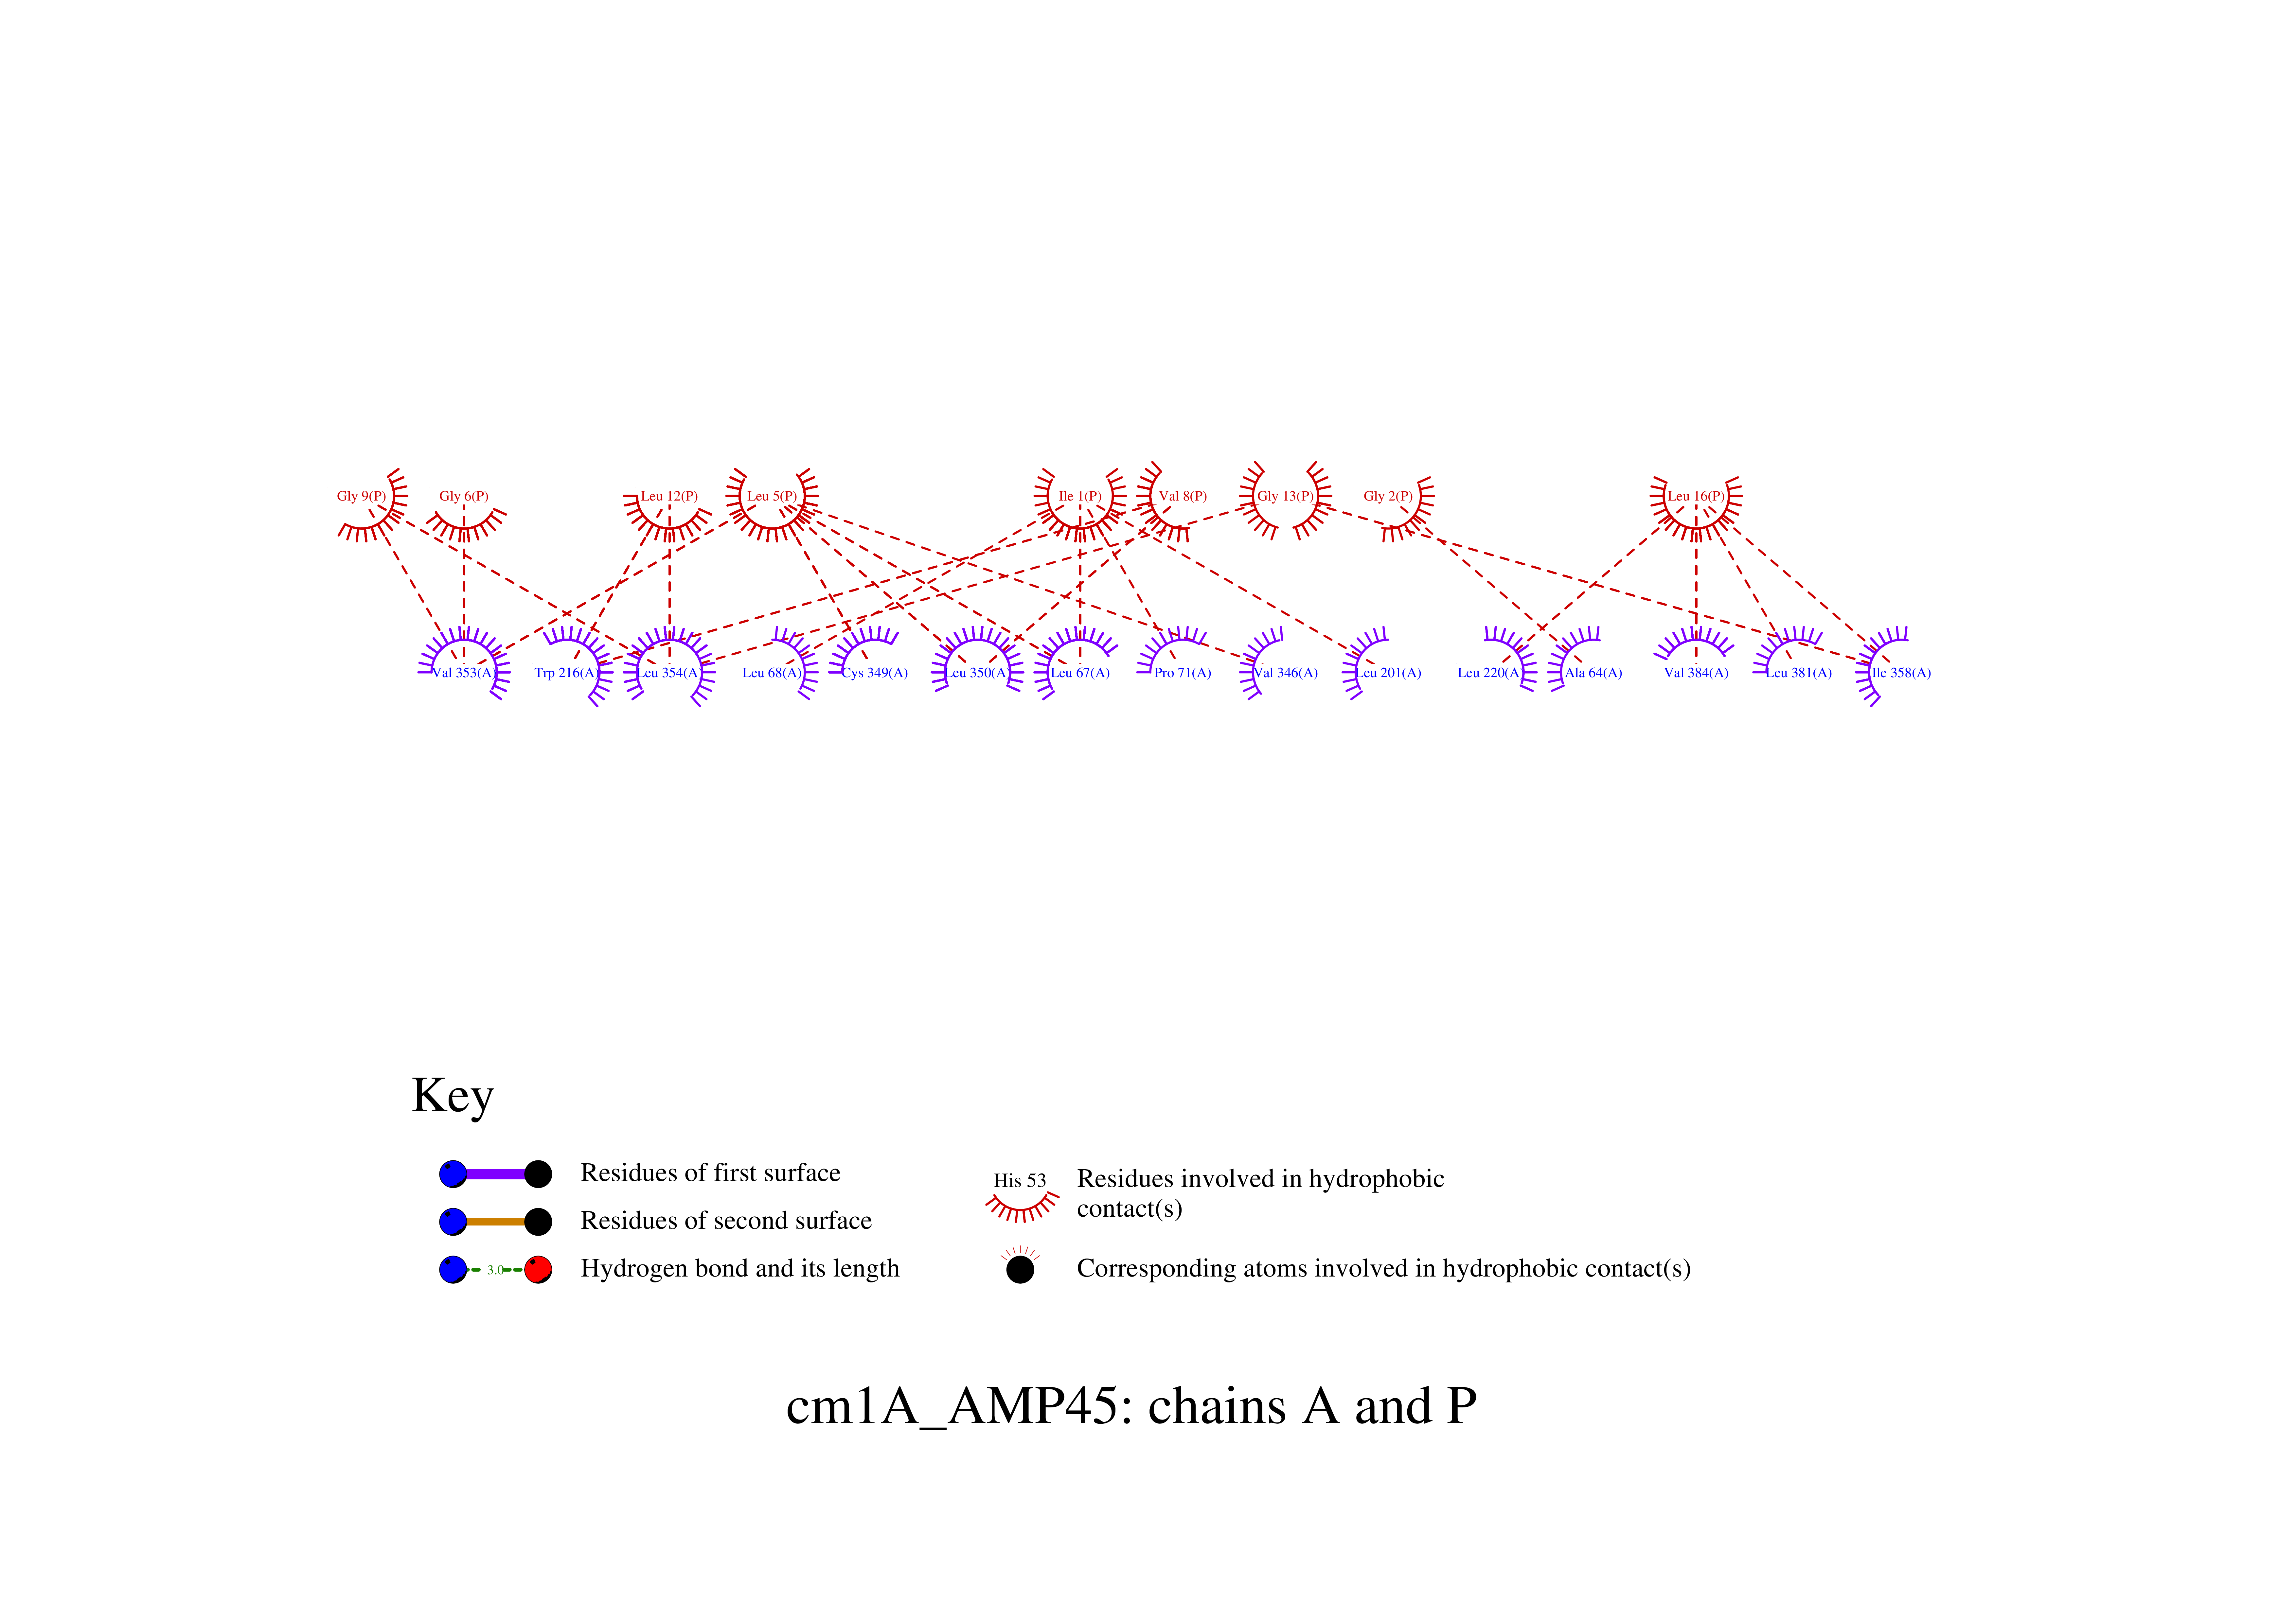 Gly 9(P) Gly 6(P) Leu 12(P) Leu 5(P) Ile 1(P) Val 8(P) Gly 13(P) Gly 2(P) Leu 16(P)
Val 353(A) Trp 216(A) Leu 354(A) Leu 68(A) Cys 349(A) Leu 350(A) Leu 67(A) Pro 71(A) Val 346(A) Leu 201(A) Leu 220(A) Ala 64(A) Val 384(A) Leu 381(A) Ile 358(A)
Key
Residues of first surface
Residues of second surface
3.0 Hydrogen bond and its length
His 53 Residues involved in hydrophobic
contact(s)
Corresponding atoms involved in hydrophobic contact(s)
cm1A_AMP45: chains A and P